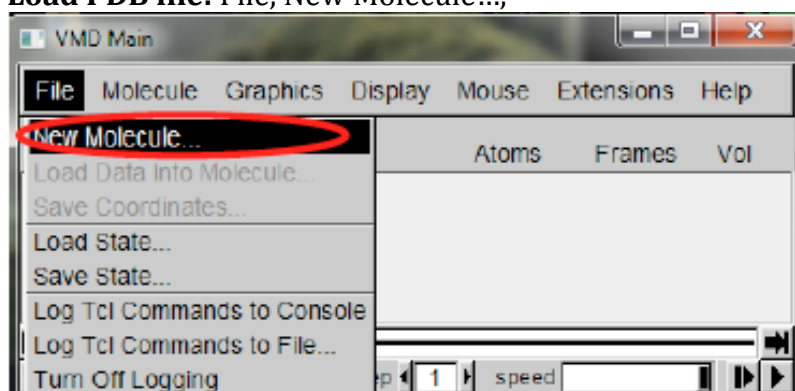 Load PDB file: File, New Molecule...,
VMD Main
File Molecule Graphics Display Mouse Extensions Help
New Molecule...
Atoms Frames Vol
Load Data Into Molecule...
Save Coordinates...
Load State...
Save State...
Log Tcl Commands to Console
Log Tcl Commands to File...
Turn Off Logging
1 speed